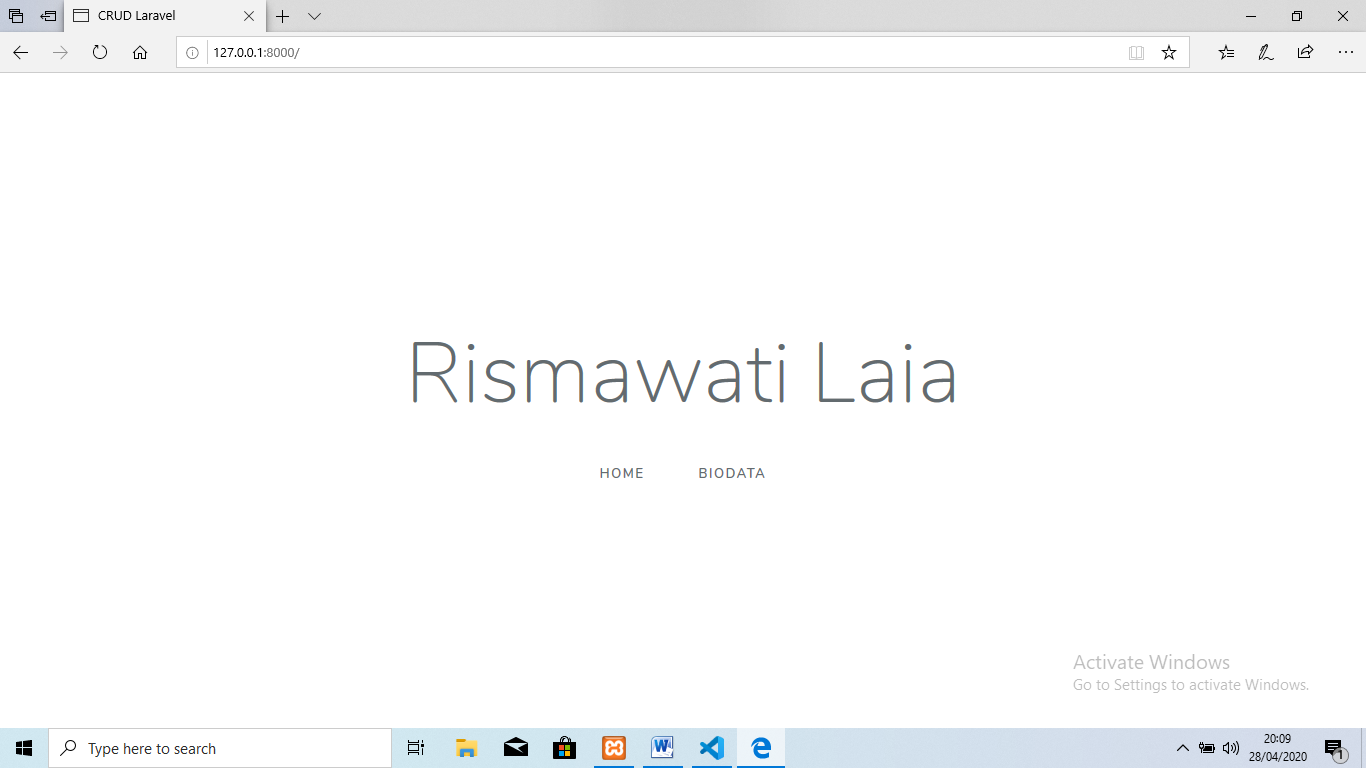 CRUD Laravel
127.0.0.1:8000/
Rismawati Laia
HOME BIODATA
Activate Windows
Go to Settings to activate Windows.
Type here to search
20:09
28/04/2020
1